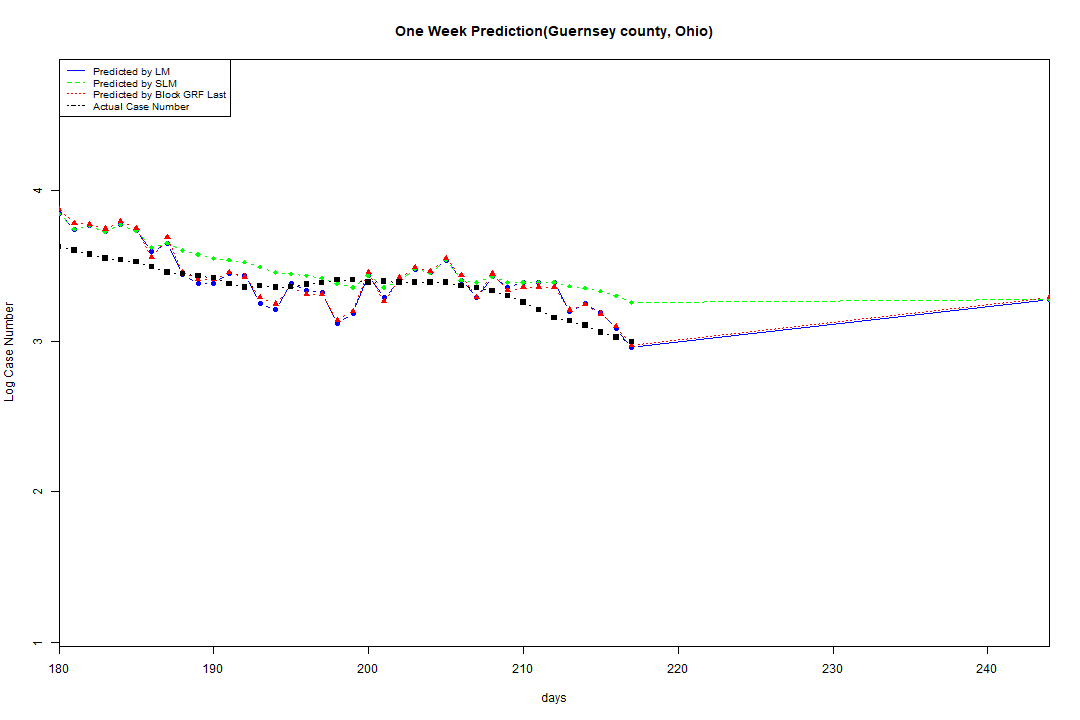 One Week Prediction(Guernsey county, Ohio)
Predicted by LM
Predicted by SLM
Predicted by Block GRF Last
Actual Case Number
4
3
2
1
Log Case Number
180 190 200 210 220 230 240
days